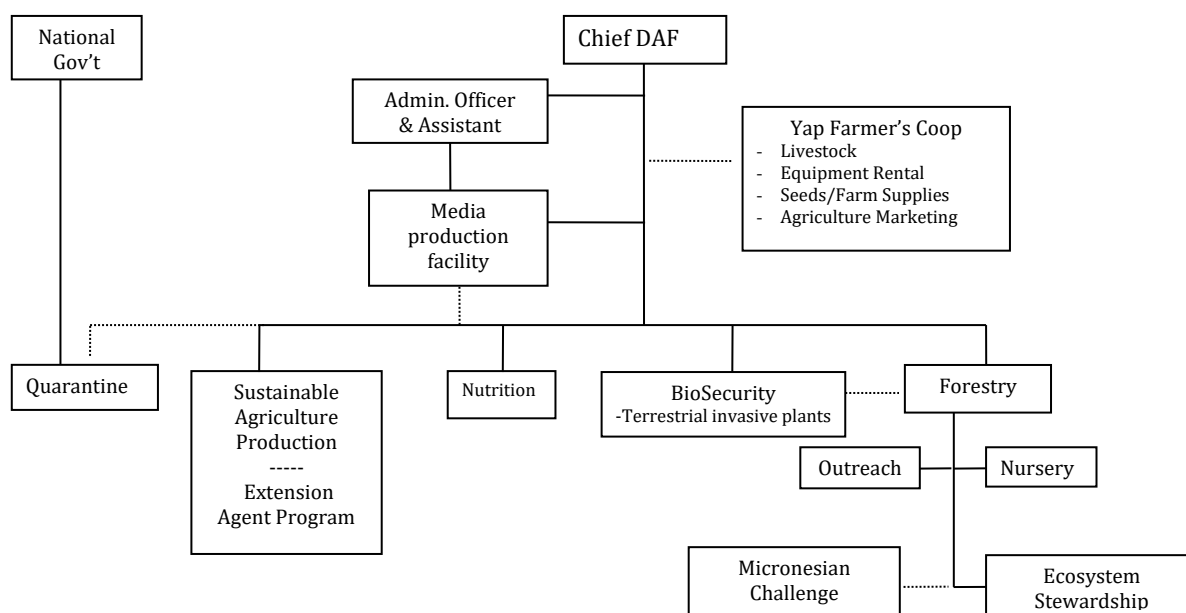 National
Gov’t
Chief DAF
Admin. Officer
& Assistant
Yap Farmer’s Coop
- Livestock
- Equipment Rental
- Seeds/Farm Supplies
- Agriculture Marketing
Media
production
facility
Quarantine
Sustainable
Agriculture
Production
-----
Extension
Agent Program
Nutrition
BioSecurity
-Terrestrial invasive plants
Forestry
Outreach
Nursery
Micronesian
Challenge
Ecosystem
Stewardship